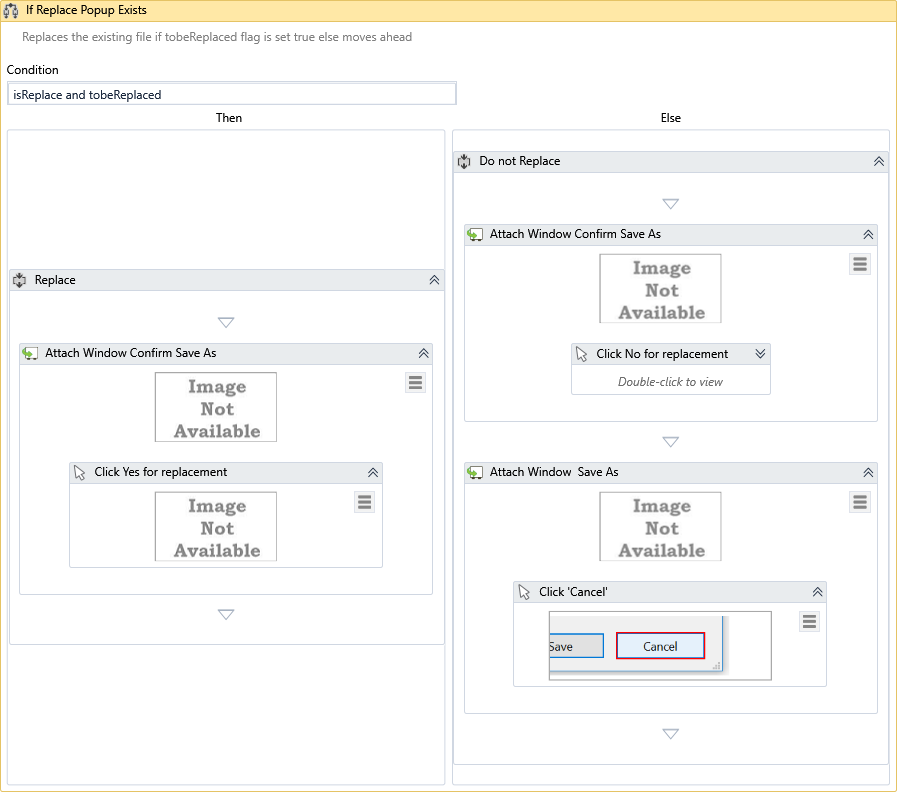 If Replace Popup Exists
Replaces the existing file if tobeReplaced flag is set true else moves ahead
Condition
isReplace and tobeReplaced
Then
Replace
Attach Window Confirm Save As
Image
Not
Available
Click Yes for replacement
Image
Not
Available
Else
Do not Replace
Attach Window Confirm Save As
Image
Not
Available
Click No for replacement
Double-click to view
Attach Window  Save As
Image
Not
Available
Click 'Cancel'
Save
Cancel